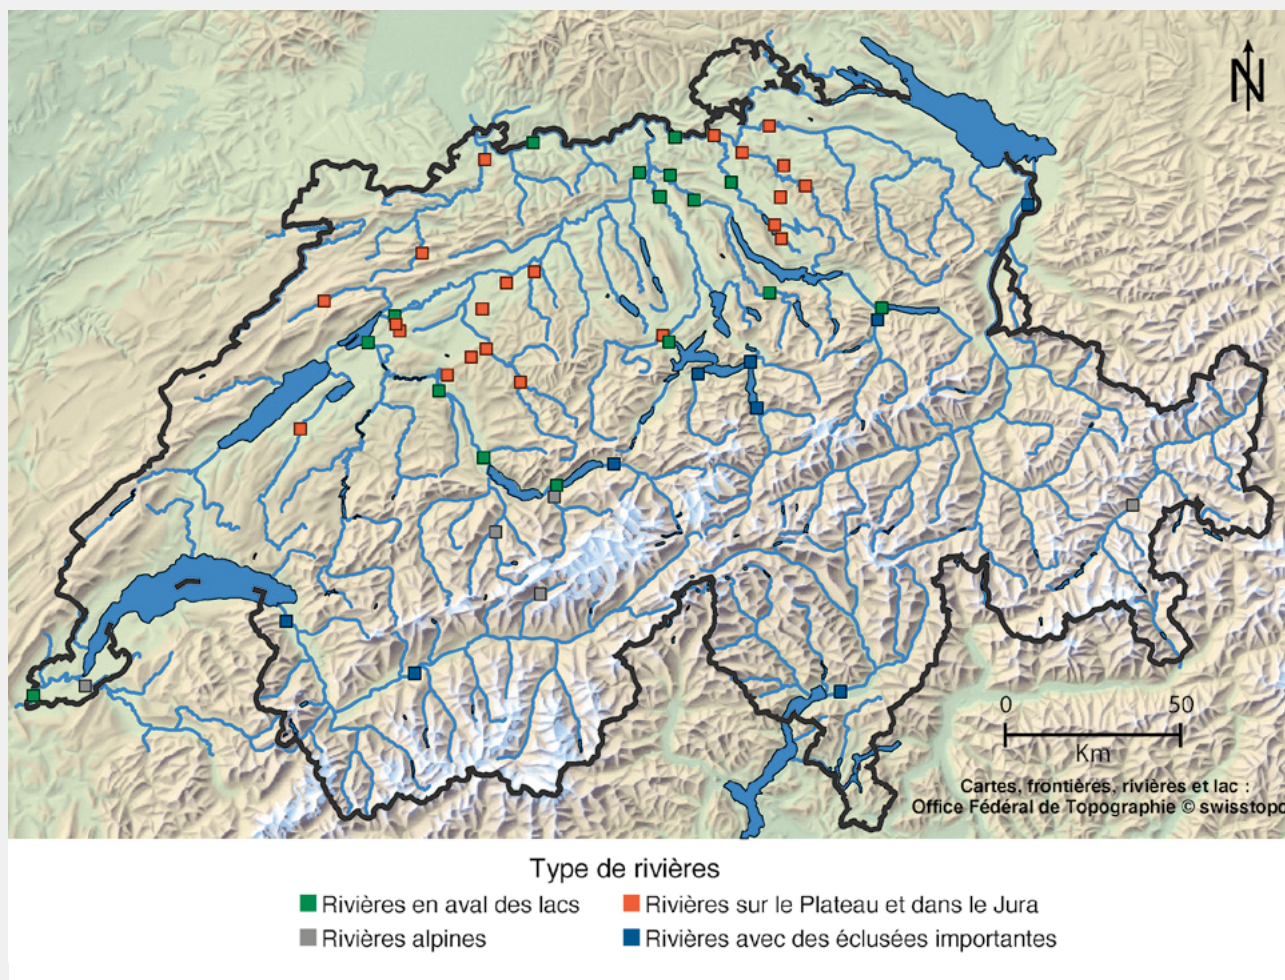 N
0 50
Km
Cartes, frontières, rivières et lac :
Office Fédéral de Topographie © swisstopo
Type de rivières
Rivières en aval des lacs
Rivières sur le Plateau et dans le Jura
Rivières alpines
Rivières avec des éclusées importantes